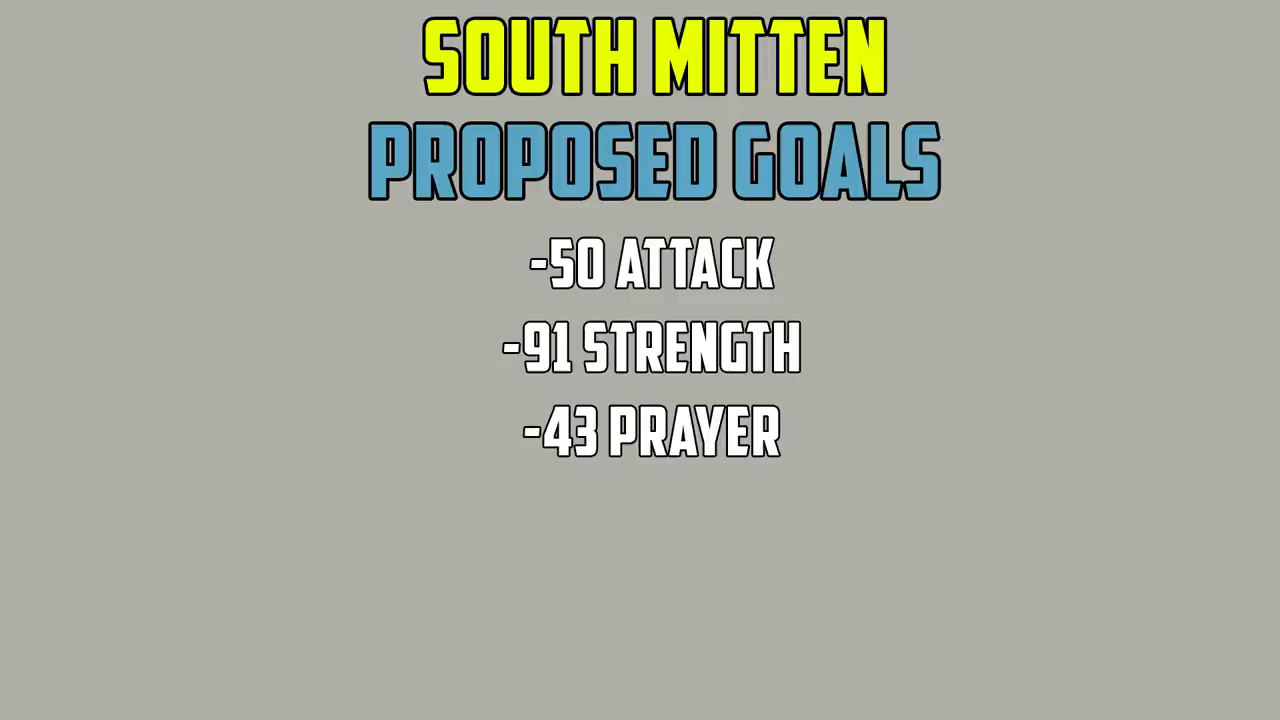 SOUTH MITTEN
PROPOSED GOALS
-50 ATTACK
-91 STRENGTH
-43 PRAYER